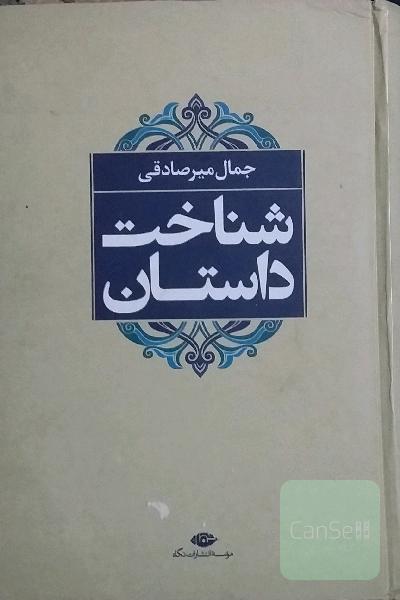 جمال میرصادقی
شناخت
داستان
مؤسسه انتشارات نگاه
CanSell